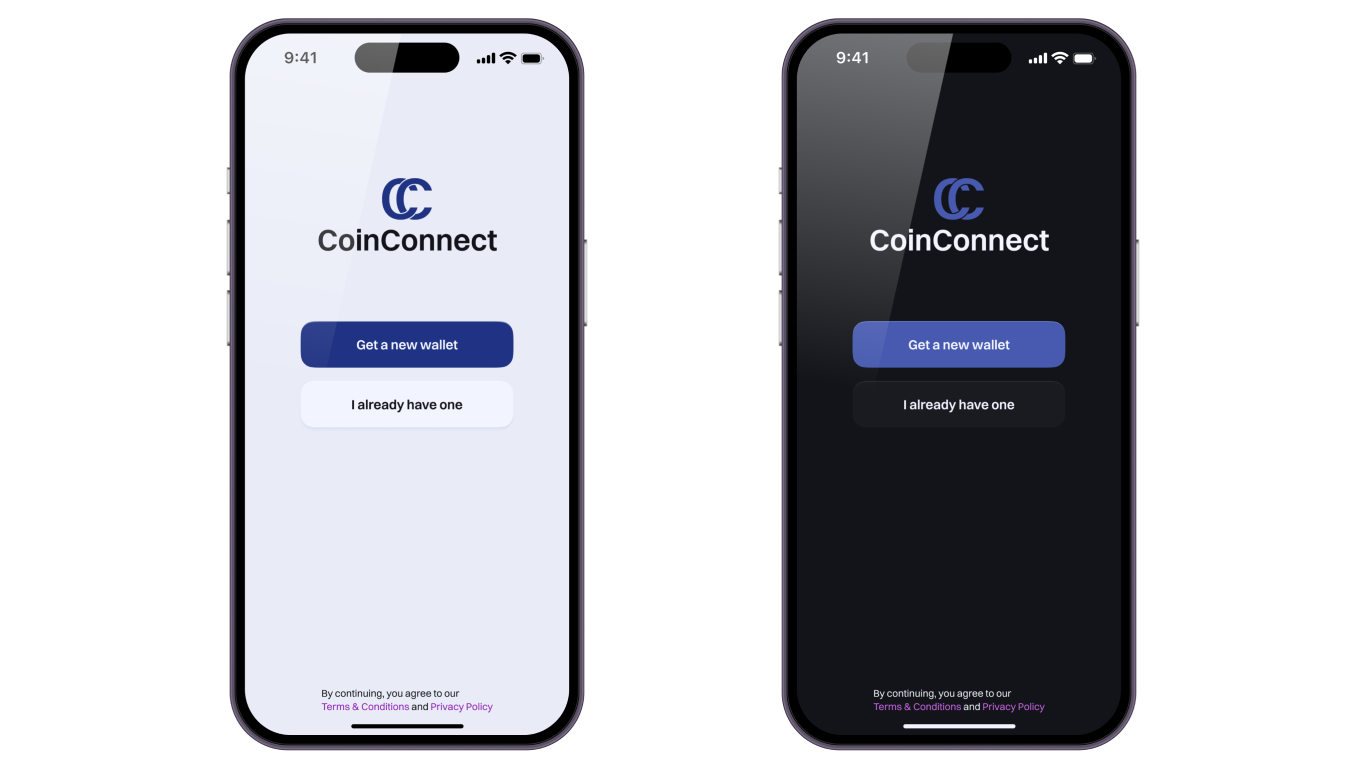 9:41
CoinConnect
Get a new wallet
I already have one
By continuing, you agree to our
Terms & Conditions and Privacy Policy
9:41
CoinConnect
Get a new wallet
I already have one
By continuing, you agree to our
Terms & Conditions and Privacy Policy